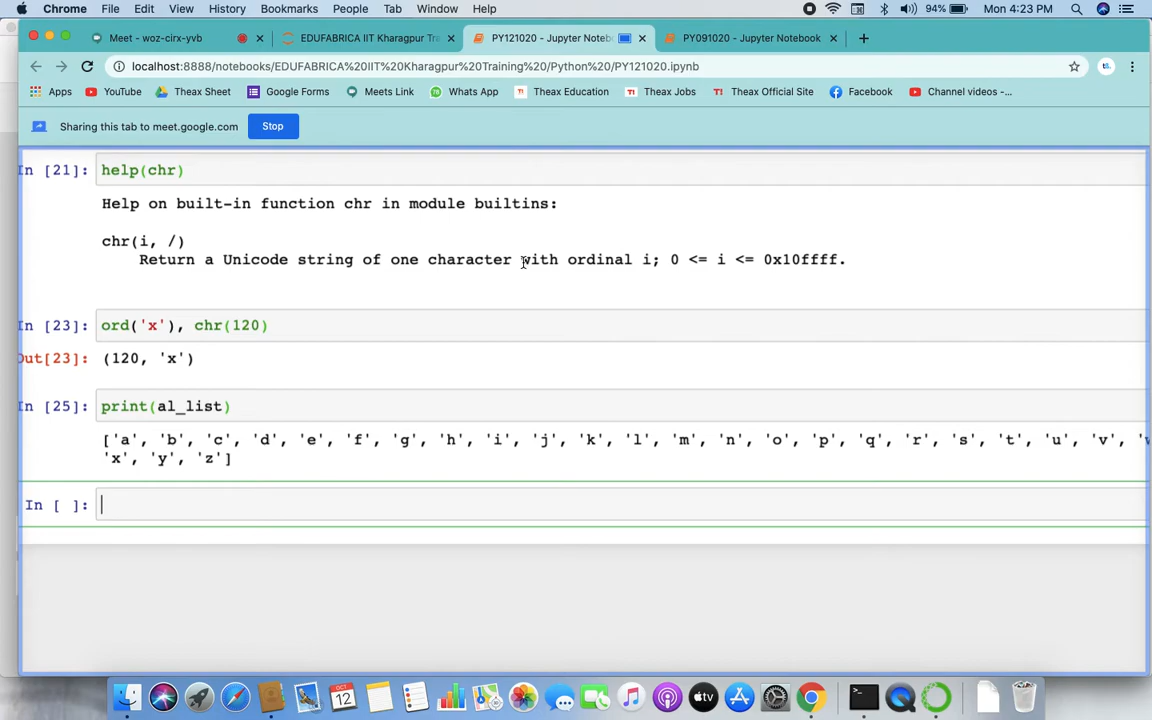 Chrome File Edit View History Bookmarks People Tab Window Help 94% Mon 4:23 PM
Meet - woz-cirx-yvb EDUFABRICA IIT Kharagpur Tra PY121020 - Jupyter Noteb PY091020 - Jupyter Notebook
localhost:8888/notebooks/EDUFABRICA%20IIT%20Kharagpur%20Training%20/Python%20/PY121020.ipynb
Apps YouTube Theax Sheet Google Forms Meets Link Whats App Theax Education Theax Jobs Theax Official Site Facebook Channel videos -...
Sharing this tab to meet.google.com Stop
In [21]: help(chr)
Help on built-in function chr in module builtins:
chr(i, /)
Return a Unicode string of one character with ordinal i; 0 <= i <= 0x10ffff.
In [23]: ord('x'), chr(120)
Out[23]: (120, 'x')
In [25]: print(al_list)
['a', 'b', 'c', 'd', 'e', 'f', 'g', 'h', 'i', 'j', 'k', 'l', 'm', 'n', 'o', 'p', 'q', 'r', 's', 't', 'u', 'v',
'x', 'y', 'z']
In [ ]:
OCT
12
tv